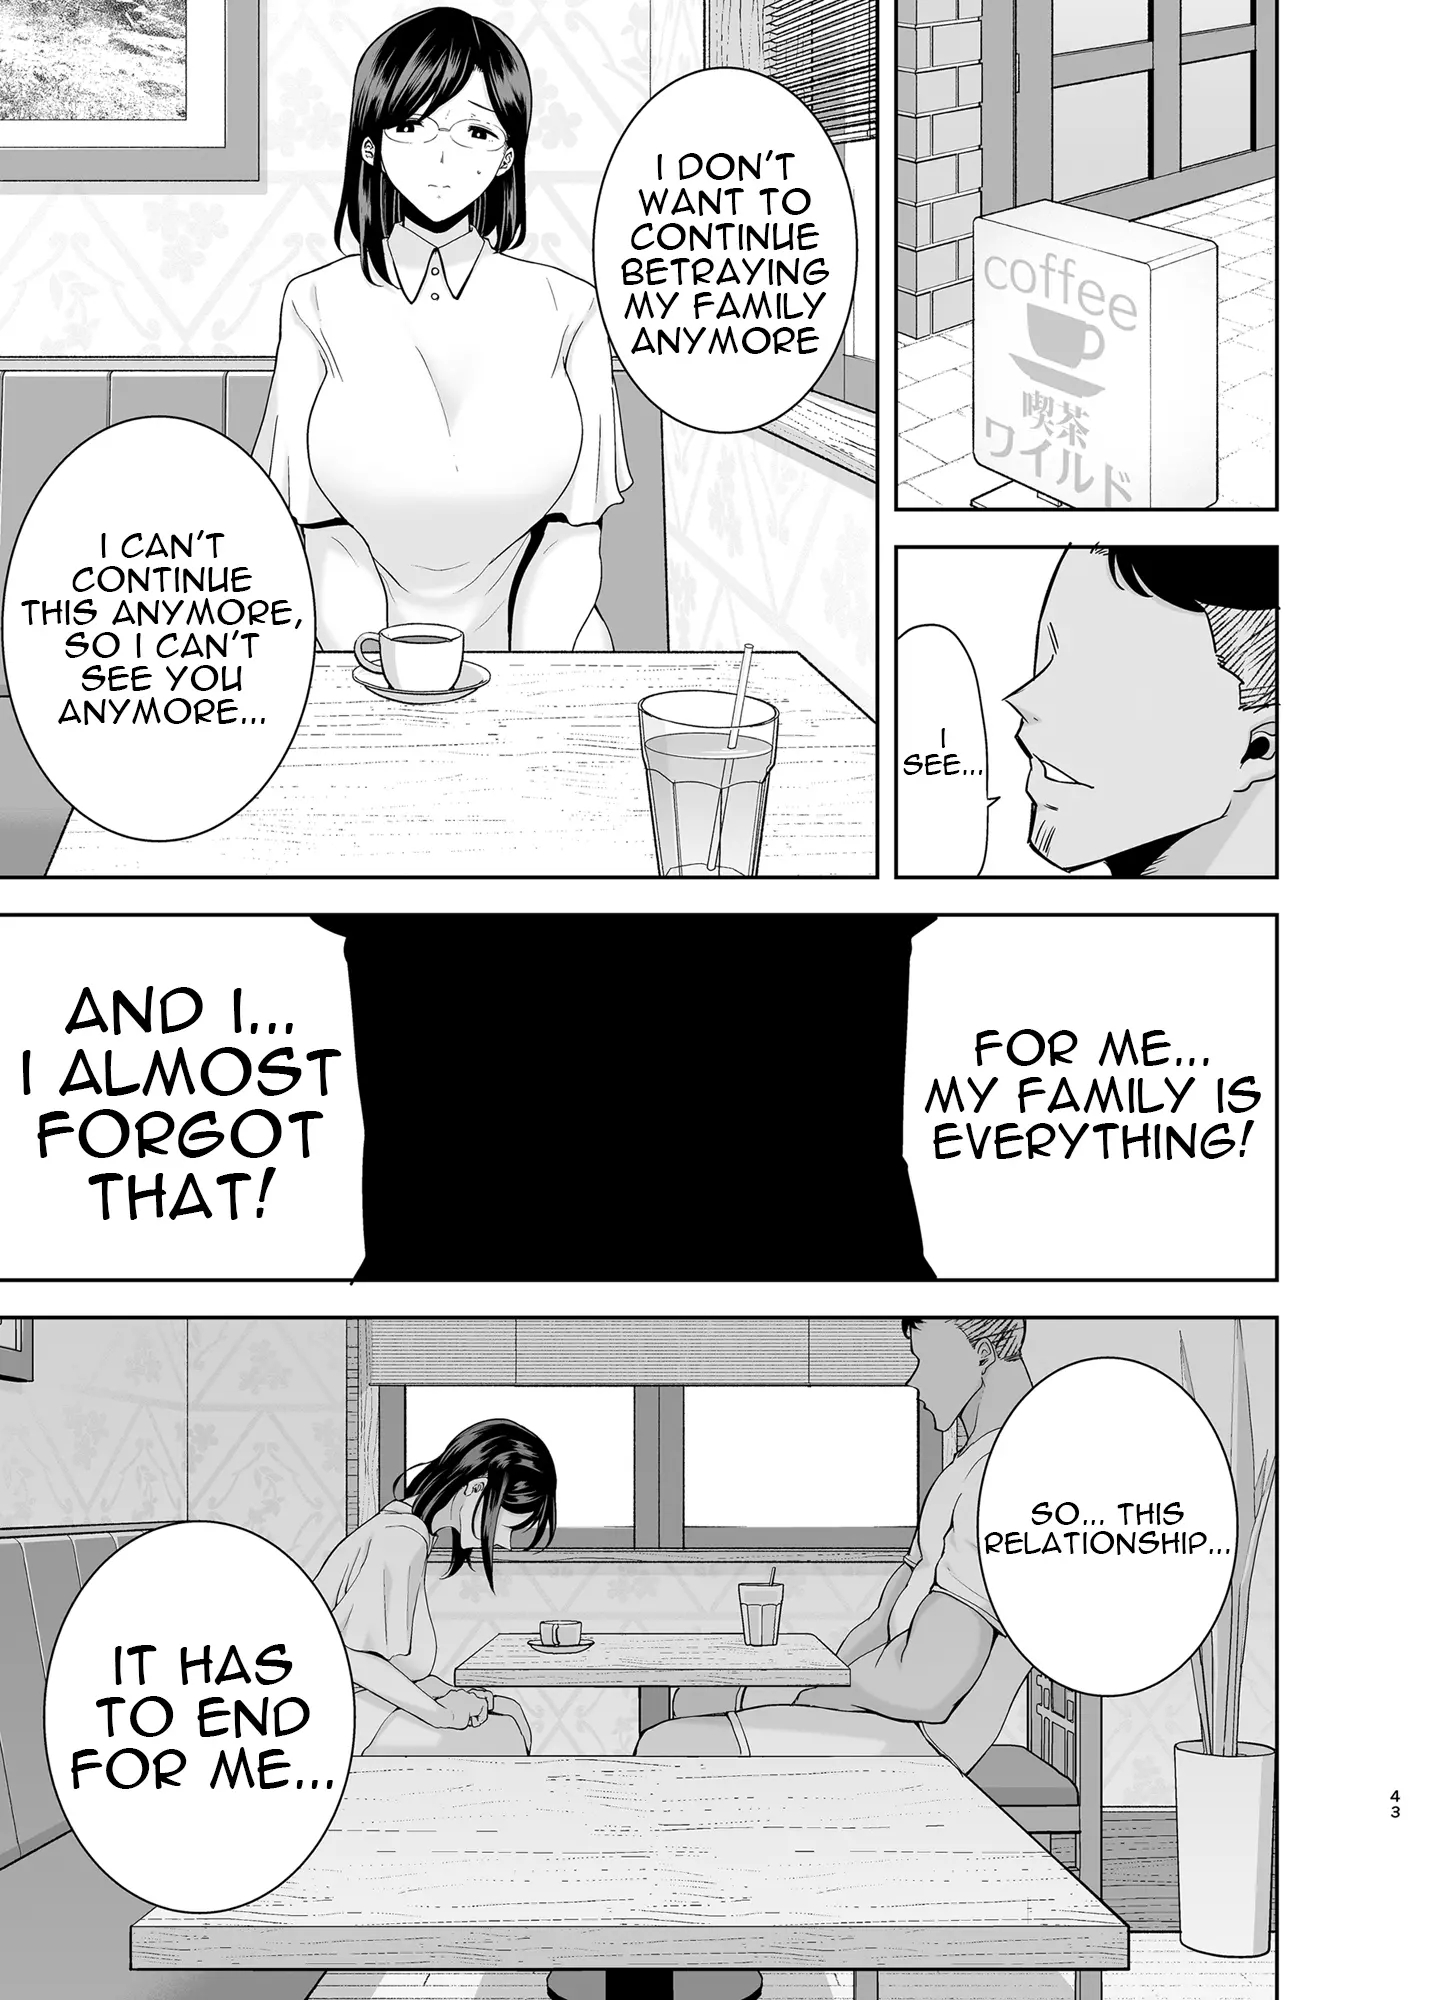 coffee
喫茶
ワイルド
I DON'T
WANT TO
CONTINUE
BETRAYING
MY FAMILY
ANYMORE
I CAN'T
CONTINUE
THIS ANYMORE,
SO I CAN'T
SEE YOU
ANYMORE...
I
SEE...
FOR ME...
MY FAMILY IS
EVERYTHING!
AND I...
I ALMOST
FORGOT
THAT!
SO... THIS
RELATIONSHIP...
IT HAS
TO END
FOR ME...
43